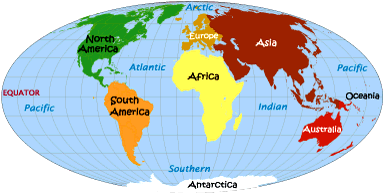 Arctic
North
America
Europe
Asia
Atlantic
Pacific
Africa
EQUATOR
Oceania
Pacific
South
America
Indian
Australia
Southern
Antarctica